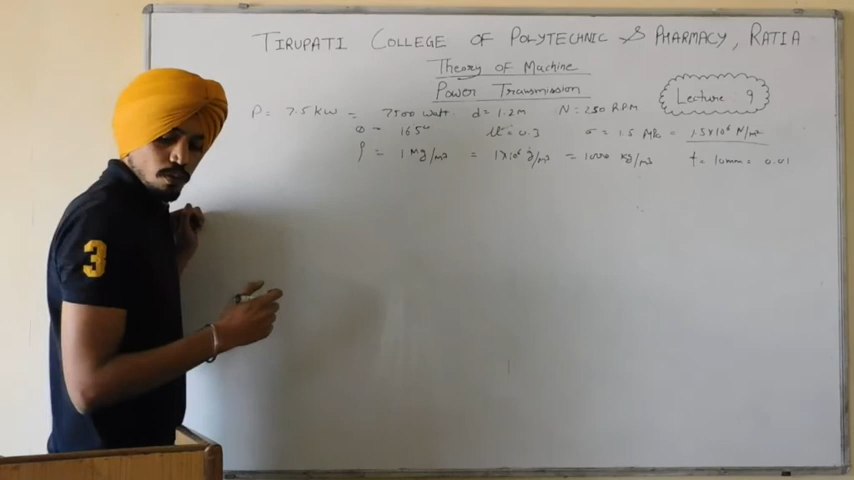 TIRUPATI COLLEGE OF POLYTECHNIC & PHARMACY, RATIA
Theory of Machine
Power Transmission
Lecture 9
P = 7.5 kW = 7500 watt d = 1.2 m N = 250 RPM
θ = 165° μ = 0.3 σ = 1.5 MPa = 1.5×10⁶ N/m²
ρ = 1 Mg/m³ = 1×10⁶ g/m³ = 1000 kg/m³ t = 10mm = 0.01
3